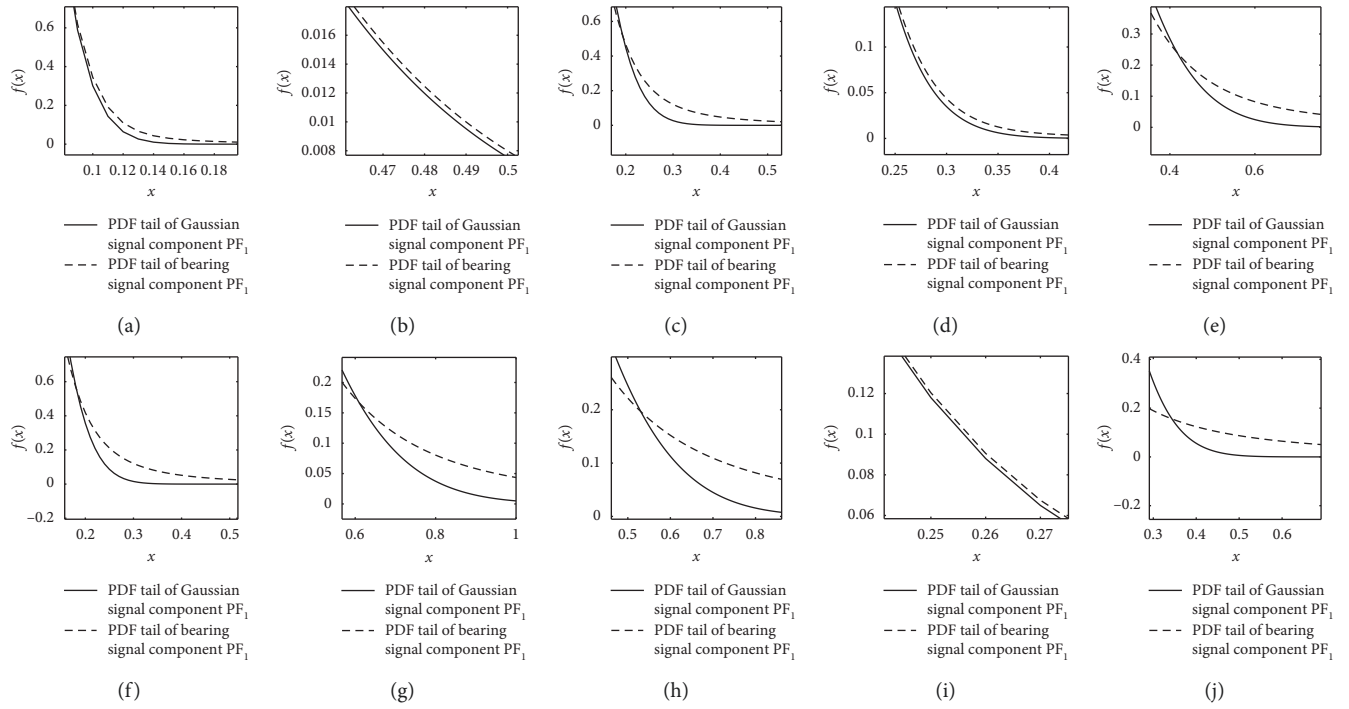 0.6
0.4
0.2
0
f(x)
0.1 0.12 0.14 0.16 0.18
x
PDF tail of Gaussian
signal component PF1
PDF tail of bearing
signal component PF1
(a)
0.016
0.014
0.012
0.01
0.008
f(x)
0.47 0.48 0.49 0.5
x
PDF tail of Gaussian
signal component PF1
PDF tail of bearing
signal component PF1
(b)
0.6
0.4
0.2
0
f(x)
0.2 0.3 0.4 0.5
x
PDF tail of Gaussian
signal component PF1
PDF tail of bearing
signal component PF1
(c)
0.1
0.05
0
f(x)
0.25 0.3 0.35 0.4
x
PDF tail of Gaussian
signal component PF1
PDF tail of bearing
signal component PF1
(d)
0.3
0.2
0.1
0
f(x)
0.4 0.6
x
PDF tail of Gaussian
signal component PF1
PDF tail of bearing
signal component PF1
(e)
0.6
0.4
0.2
0
−0.2
f(x)
0.2 0.3 0.4 0.5
x
PDF tail of Gaussian
signal component PF1
PDF tail of bearing
signal component PF1
(f)
0.2
0.15
0.1
0.05
0
f(x)
0.6 0.8 1
x
PDF tail of Gaussian
signal component PF1
PDF tail of bearing
signal component PF1
(g)
0.2
0.1
0
f(x)
0.5 0.6 0.7 0.8
x
PDF tail of Gaussian
signal component PF1
PDF tail of bearing
signal component PF1
(h)
0.12
0.1
0.08
0.06
f(x)
0.25 0.26 0.27
x
PDF tail of Gaussian
signal component PF1
PDF tail of bearing
signal component PF1
(i)
0.4
0.2
0
−0.2
f(x)
0.3 0.4 0.5 0.6
x
PDF tail of Gaussian
signal component PF1
PDF tail of bearing
signal component PF1
(j)